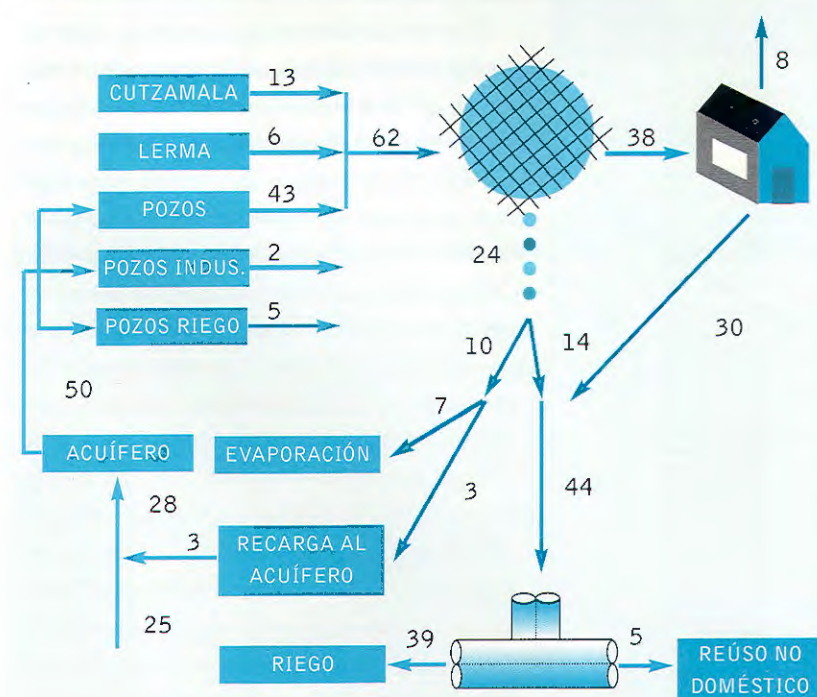 8
CUTZAMALA
13
LERMA
6
62
38
POZOS
43
POZOS INDUS.
2
24
POZOS RIEGO
5
10
14
30
50
7
ACUÍFERO
EVAPORACIÓN
3
44
28
3
RECARGA AL
ACUÍFERO
25
RIEGO
39
5
REÚSO NO
DOMÉSTICO